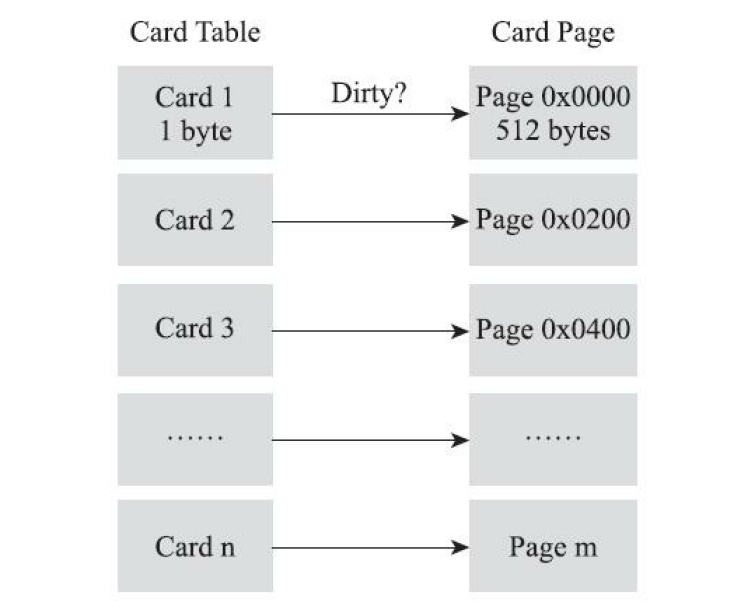 Card Table
Card Page
Card 1
1 byte
Dirty?
Page 0x0000
512 bytes
Card 2
Page 0x0200
Card 3
Page 0x0400
······
······
Card n
Page m